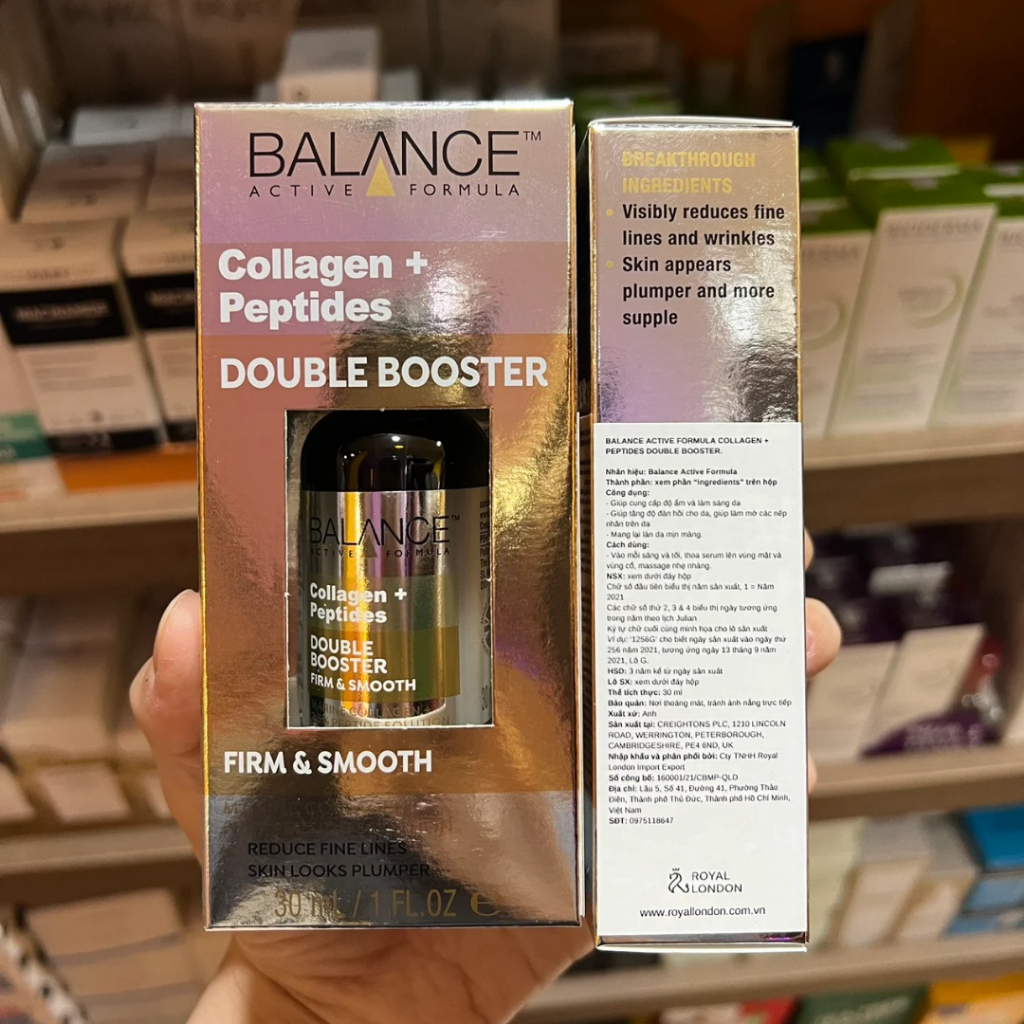 BALANCE™
ACTIVE FORMULA
Collagen +
Peptides
DOUBLE BOOSTER
BALANCE™
ACTIVE FORMULA
Collagen +
Peptides
DOUBLE
BOOSTER
FIRM & SMOOTH
MARINE COLLAGEN &
PEPTIDE SOLUTION
FIRM & SMOOTH
REDUCE FINE LINES
SKIN LOOKS PLUMPER
30 mL / 1 FL.OZ ℮
BREAKTHROUGH
INGREDIENTS
• Visibly reduces fine
lines and wrinkles
• Skin appears
plumper and more
supple
BALANCE ACTIVE FORMULA COLLAGEN +
PEPTIDES DOUBLE BOOSTER.
Nhãn hiệu: Balance Active Formula
Thành phần: xem phần "ingredients" trên hộp
Công dụng:
- Giúp cung cấp độ ẩm và làm sáng da
- Giúp tăng độ đàn hồi cho da, giúp làm mờ các nếp
nhăn trên da
- Mang lại làn da mịn màng.
Cách dùng:
- Vào mỗi sáng và tối, thoa serum lên vùng mặt và
vùng cổ, massage nhẹ nhàng.
NSX: xem dưới đáy hộp
Chữ số đầu tiên biểu thị năm sản xuất, 1 = Năm
2021
Các chữ số thứ 2, 3 & 4 biểu thị ngày tương ứng
trong năm theo lịch Julian
Ký tự chữ cuối cùng minh họa cho lô sản xuất
Ví dụ: '1256G' cho biết ngày sản xuất vào ngày thứ
256 năm 2021, tương ứng ngày 13 tháng 9 năm
2021, Lô G.
HSD: 3 năm kể từ ngày sản xuất
Lô SX: xem dưới đáy hộp
Thể tích thực: 30 ml
Bảo quản: Nơi thoáng mát, tránh ánh nắng trực tiếp
Xuất xứ: Anh
Sản xuất tại: CREIGHTONS PLC, 1210 LINCOLN
ROAD, WERRINGTON, PETERBOROUGH,
CAMBRIDGESHIRE, PE4 6ND, UK
Nhập khẩu và phân phối bởi: Cty TNHH Royal
London Import Export
Số công bố: 160001/21/CBMP-QLD
Địa chỉ: Lầu 5, Số 41, Đường 41, Phường Thảo
Điền, Thành phố Thủ Đức, Thành phố Hồ Chí Minh,
Việt Nam
SĐT: 0975118647
ROYAL
LONDON
www.royallondon.com.vn